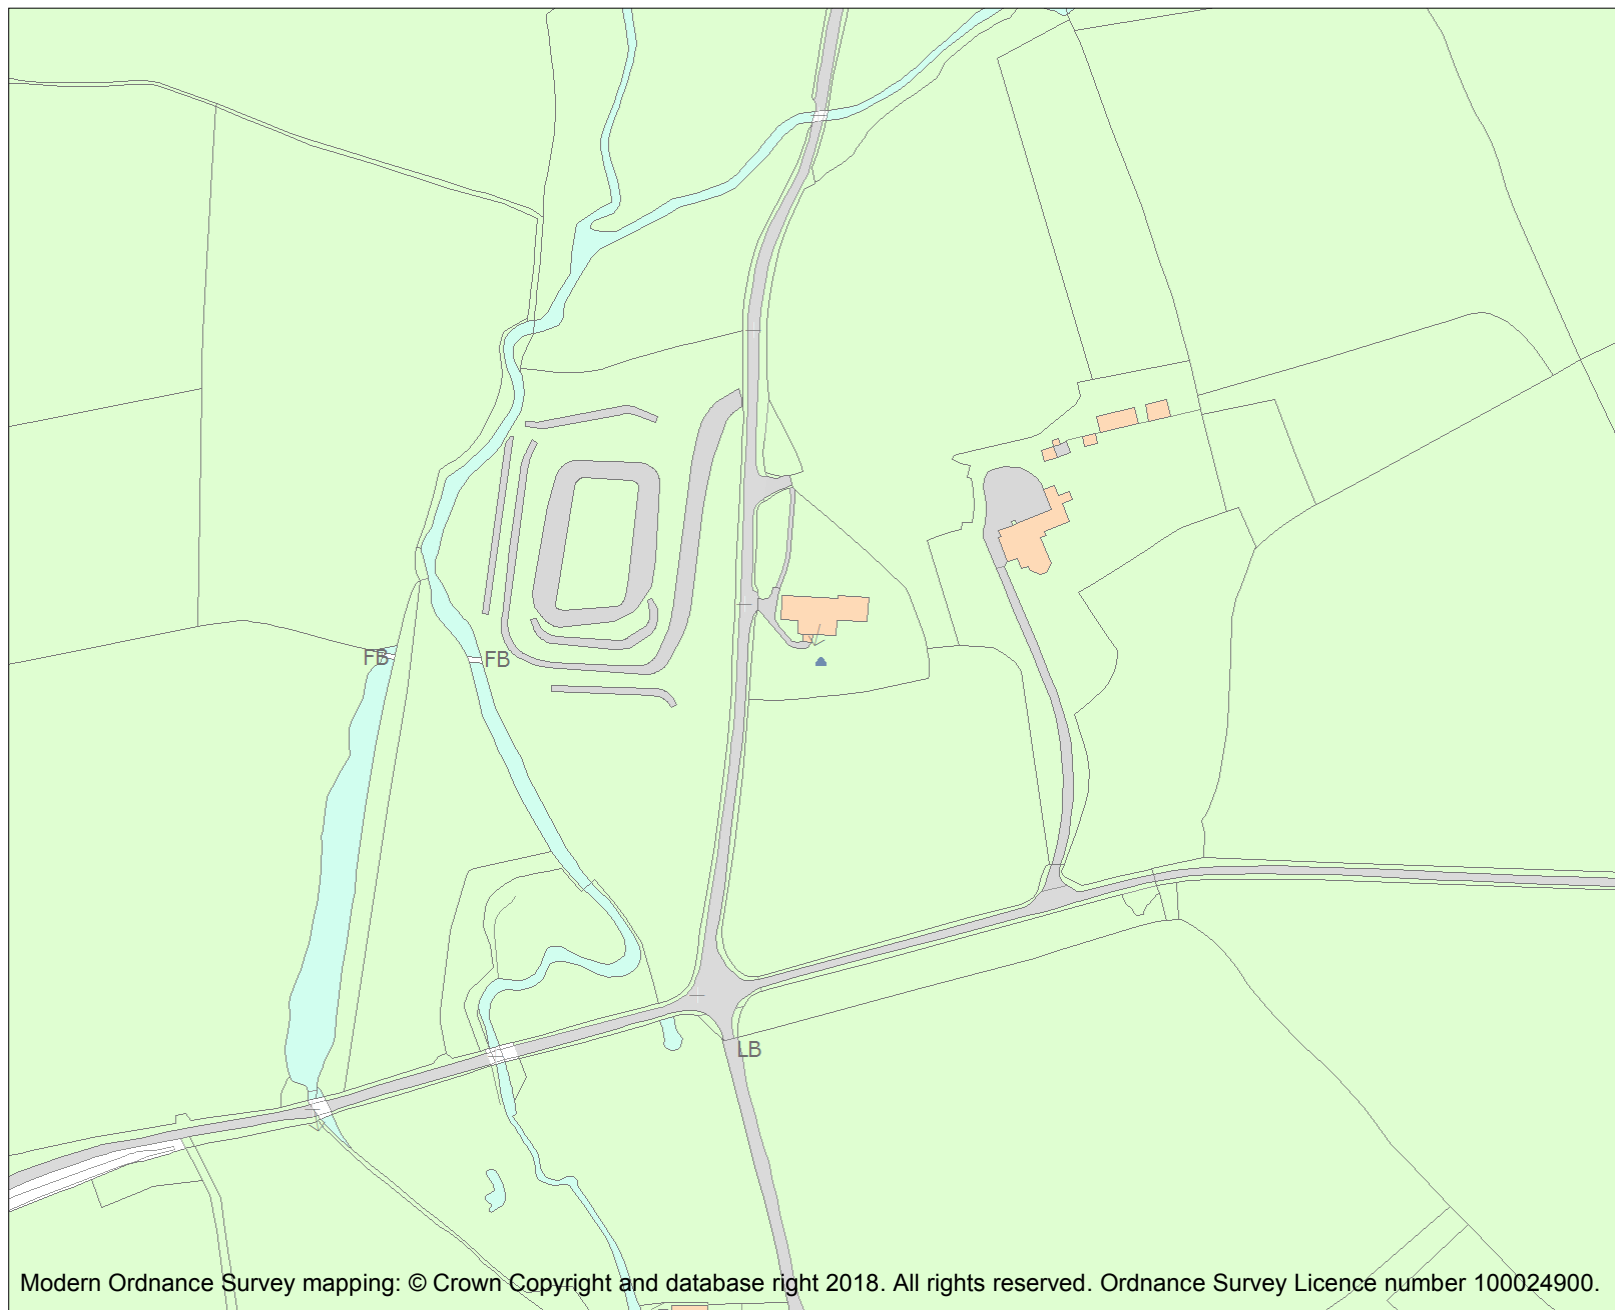 FB
FB
LB
Modern Ordnance Survey mapping: © Crown Copyright and database right 2018. All rights reserved. Ordnance Survey Licence number 100024900.